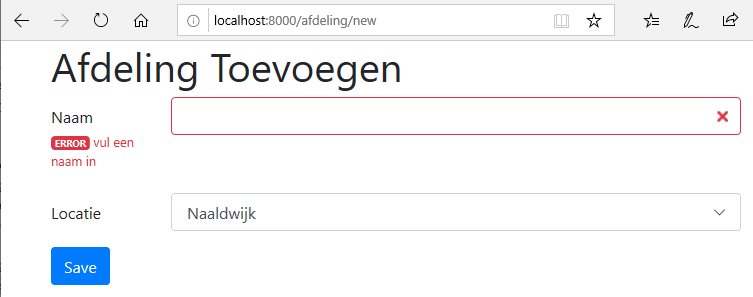 localhost:8000/afdeling/new
Afdeling Toevoegen
Naam
ERROR vul een
naam in
Locatie
Naaldwijk
Save